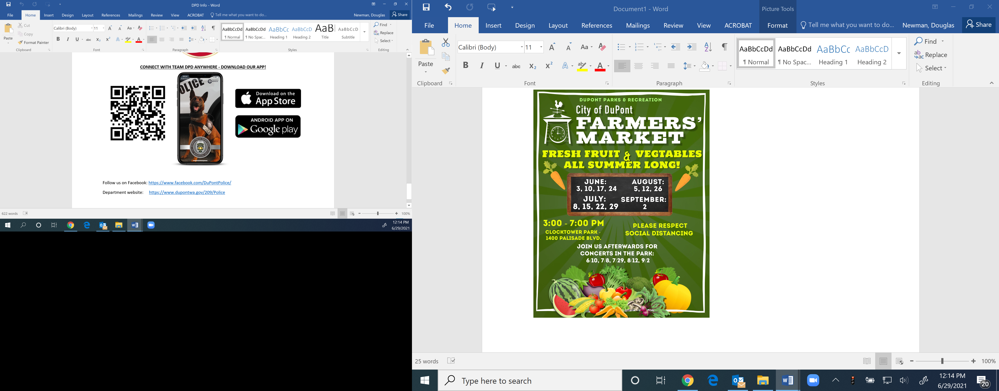 DPD Info - Word
File Home Insert Design Layout References Mailings Review View ACROBAT Tell me what you want to do... Newman, Douglas Share
Paste
Cut
Copy
Format Painter
Clipboard
Calibri (Body) 11
Font
Paragraph
AaBbCcDd AaBbCcDd AaBbCc AaBbCcD AaB AaBbCcD
¶ Normal ¶ No Spac... Heading 1 Heading 2 Title Subtitle
Styles
Find
Replace
Select
Editing
CONNECT WITH TEAM DPD ANYWHERE - DOWNLOAD OUR APP!
POLICE
Download on the
App Store
ANDROID APP ON
Google play
Follow us on Facebook: https://www.facebook.com/DuPontPolice/
Department website: https://www.dupontwa.gov/209/Police
622 words
100%
12:14 PM
6/29/2021
Document1 - Word
Picture Tools
File Home Insert Design Layout References Mailings Review View ACROBAT Format Tell me what you want to do... Newman, Douglas Share
Paste
Clipboard
Calibri (Body) 11
Font
Paragraph
AaBbCcDd AaBbCcDd AaBbCc AaBbCcD
¶ Normal ¶ No Spac... Heading 1 Heading 2
Styles
Find
Replace
Select
Editing
DUPONT PARKS & RECREATION
City of DuPont
FARMERS'
MARKET
FRESH FRUIT & VEGTABLES
ALL SUMMER LONG!
JUNE:
3, 10, 17, 24
AUGUST:
5, 12, 26
JULY:
8, 15, 22, 29
SEPTEMBER:
2
3:00 - 7:00 PM
CLOCKTOWER PARK -
1400 PALISADE BLVD.
PLEASE RESPECT
SOCIAL DISTANCING
JOIN US AFTERWARDS FOR
CONCERTS IN THE PARK:
6/10, 7/8, 7/29, 8/12, 9/2
25 words
100%
Type here to search
12:14 PM
6/29/2021
20